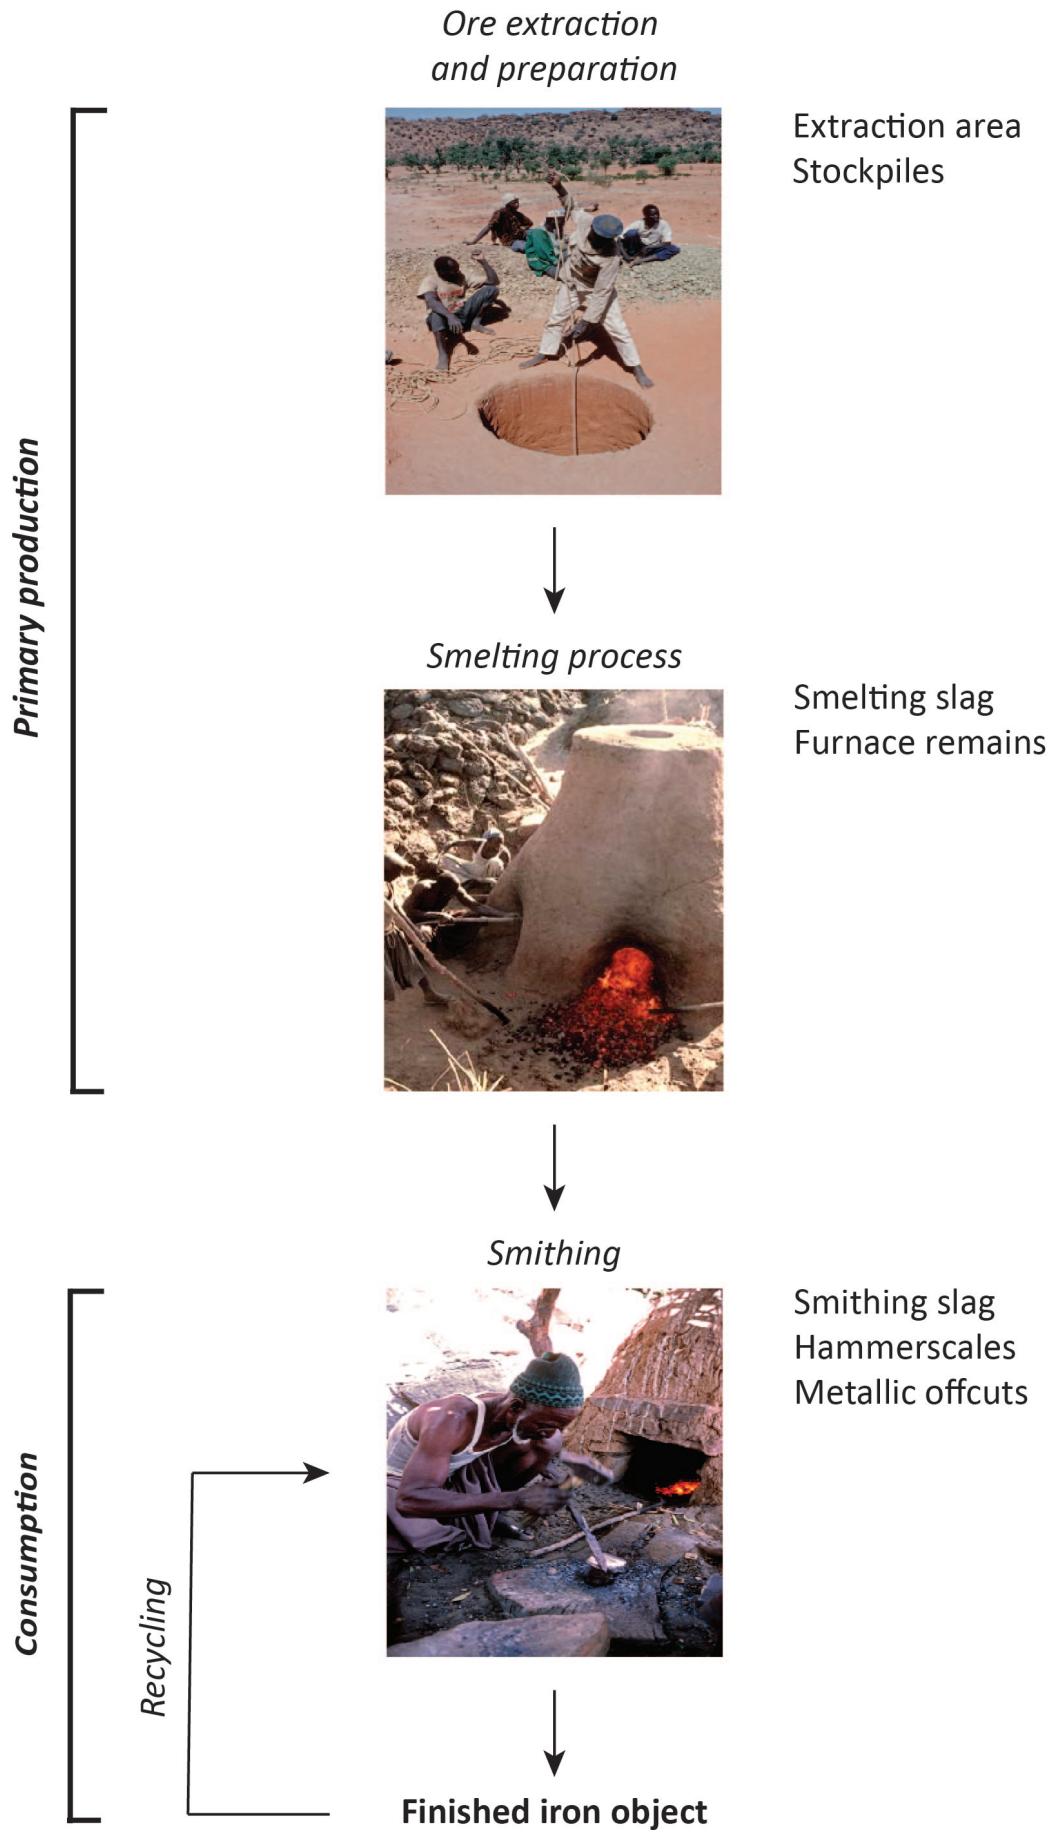 Ore extraction
and preparation
Extraction area
Stockpiles
Primary production
Smelting process
Smelting slag
Furnace remains
Smithing
Smithing slag
Hammerscales
Metallic offcuts
Consumption
Recycling
Finished iron object